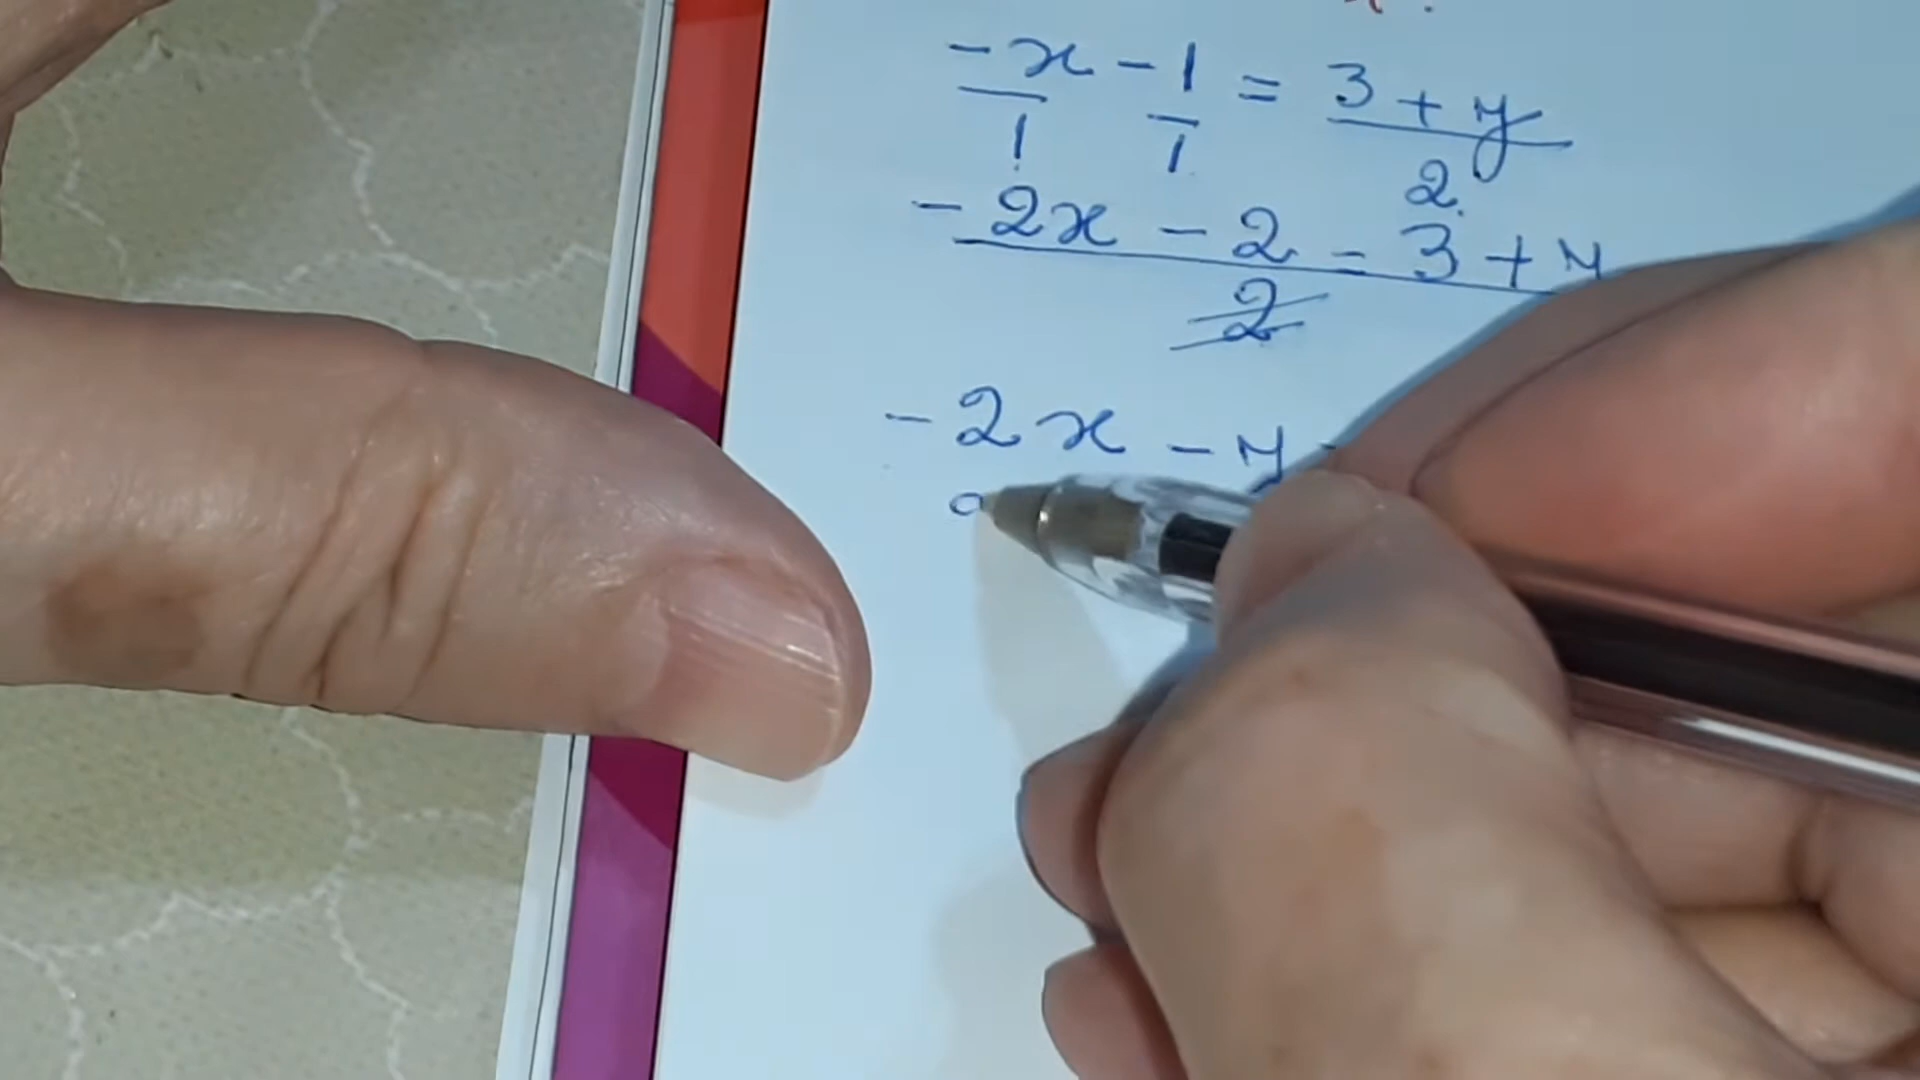 -x/1 - 1/1 = 3 + y/2
- 2x - 2 = 3 + y
2
- 2x - y